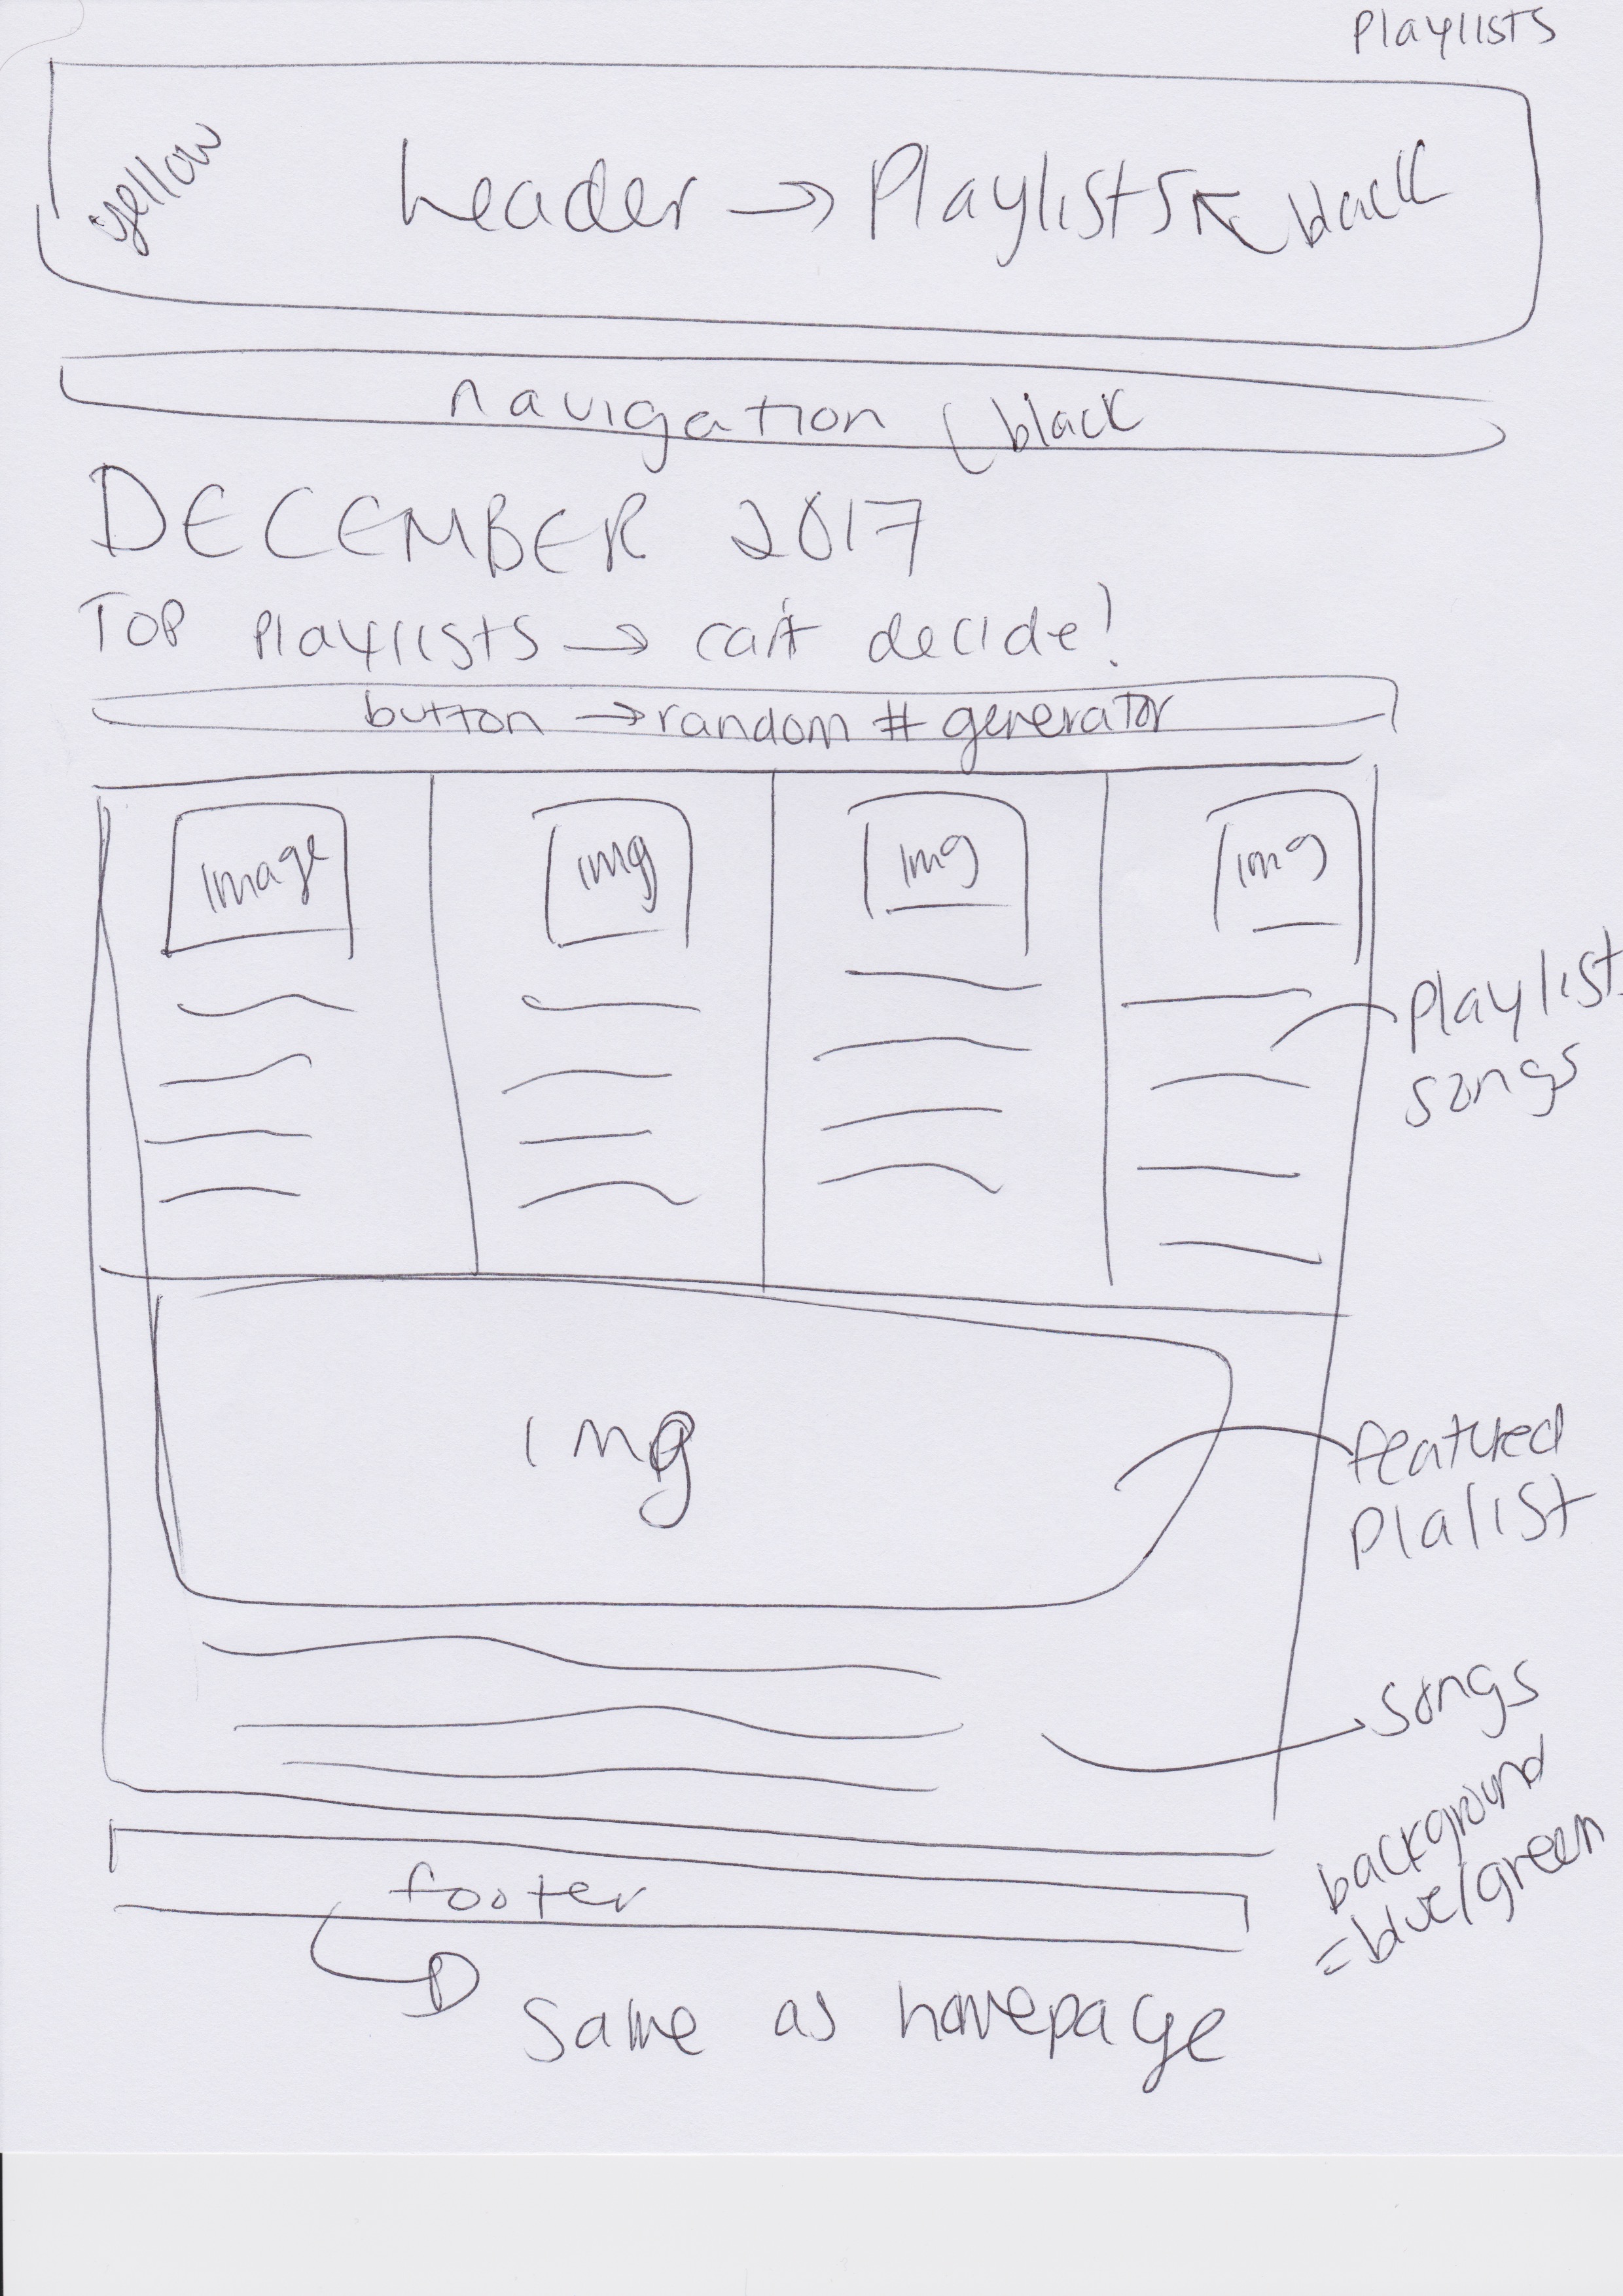 Playlists
yellow header → Playlists black
navigation black
DECEMBER 2017
TOP Playlists → can't decide!
button → random # generator
image img img img
Playlist
songs
img
featured
Plalist
songs
background
= blue/green
footer
same as homepage